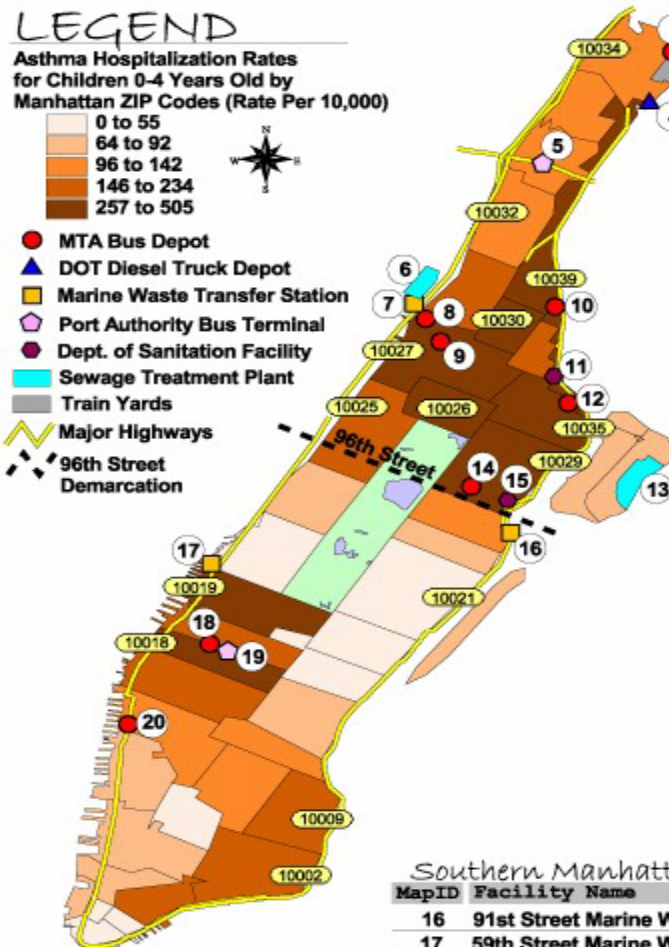 LEGEND
Asthma Hospitalization Rates
for Children 0-4 Years Old by
Manhattan ZIP Codes (Rate Per 10,000)
0 to 55
64 to 92
96 to 142
146 to 234
257 to 505
N
W E
S
MTA Bus Depot
DOT Diesel Truck Depot
Marine Waste Transfer Station
Port Authority Bus Terminal
Dept. of Sanitation Facility
Sewage Treatment Plant
Train Yards
Major Highways
96th Street
Demarcation
10034
5
10032
6
7
8
10039
10
10030
9
10027
11
10025
10026
12
10035
96th Street
10029
14
15
13
16
17
10019
10021
18
10018
19
20
10009
10002
Southern Manhatt
MapID Facility Name
16 91st Street Marine W
17 59th Street Marine W